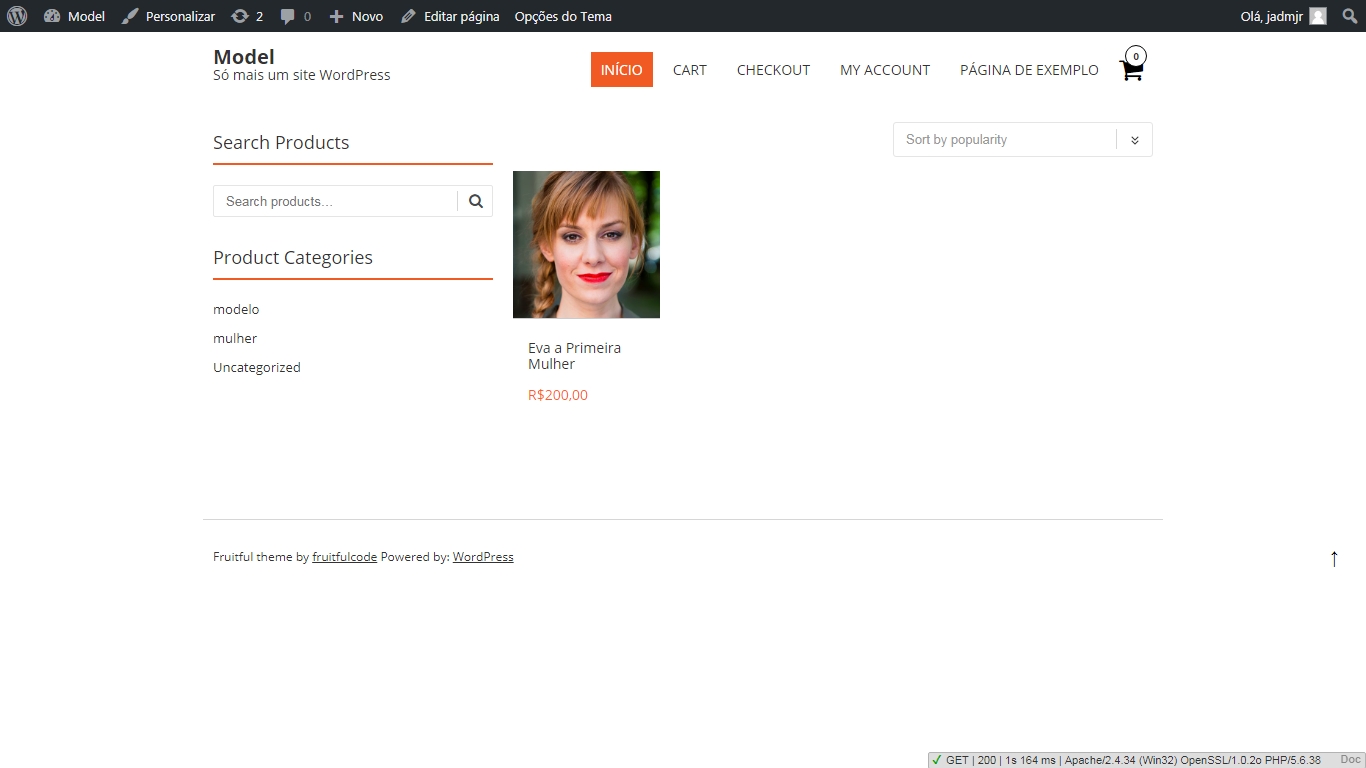 Model Personalizar 2 0 Novo Editar página Opções do Tema Olá, jadmjr
Model
Só mais um site WordPress
INÍCIO CART CHECKOUT MY ACCOUNT PÁGINA DE EXEMPLO 0
Search Products
Sort by popularity
Search products...
Product Categories
modelo
mulher
Uncategorized
Eva a Primeira
Mulher
R$200,00
Fruitful theme by fruitfulcode Powered by: WordPress
↑
GET | 200 | 1s 164 ms | Apache/2.4.34 (Win32) OpenSSL/1.0.2o PHP/5.6.38 Doc